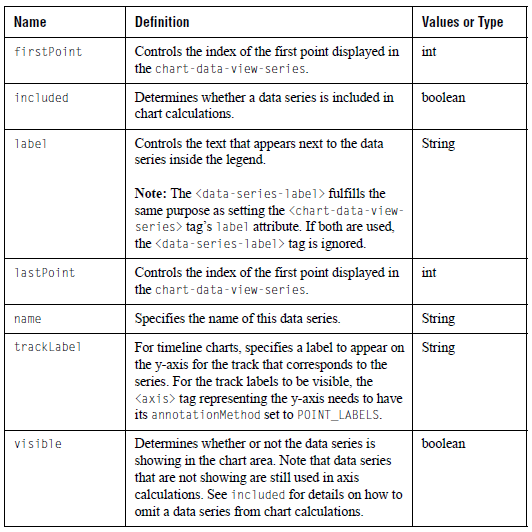 Name Definition Values or Type
firstPoint Controls the index of the first point displayed in int
the chart-data-view-series.
included Determines whether a data series is included in boolean
chart calculations.
label Controls the text that appears next to the data String
series inside the legend.
Note: The <data-series-label> fulfills the
same purpose as setting the <chart-data-view-
series> tag's label attribute. If both are used,
the <data-series-label> tag is ignored.
lastPoint Controls the index of the first point displayed in int
the chart-data-view-series.
name Specifies the name of this data series. String
trackLabel For timeline charts, specifies a label to appear on String
the y-axis for the track that corresponds to the
series. For the track labels to be visible, the
<axis> tag representing the y-axis needs to have
its annotationMethod set to POINT_LABELS.
visible Determines whether or not the data series is boolean
showing in the chart area. Note that data series
that are not showing are still used in axis
calculations. See included for details on how to
omit a data series from chart calculations.